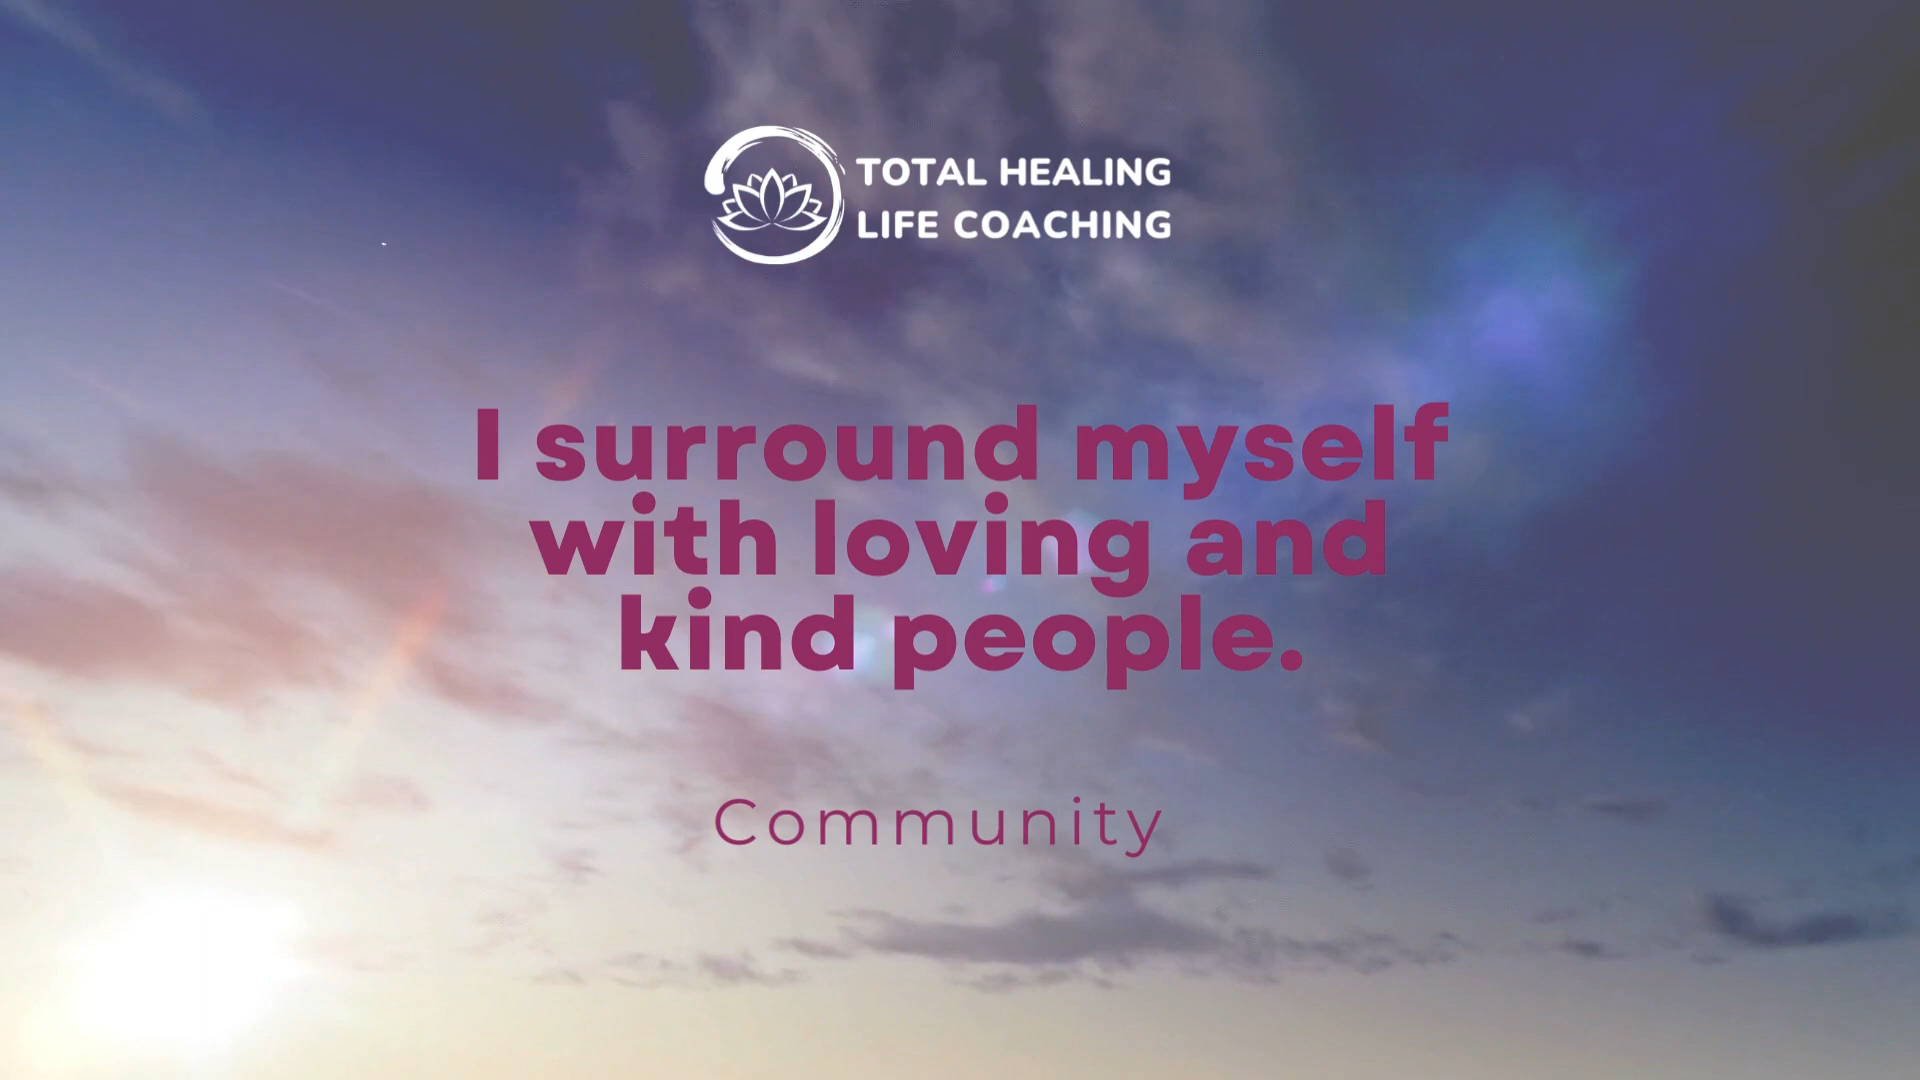 TOTAL HEALING
LIFE COACHING
I surround myself
with loving and
kind people.
Community